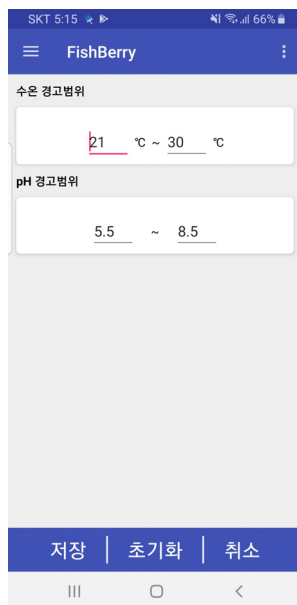 SKT 5:15 66%
FishBerry
수온 경고범위
21 ℃ ~ 30 ℃
pH 경고범위
5.5 ~ 8.5
저장 초기화 취소